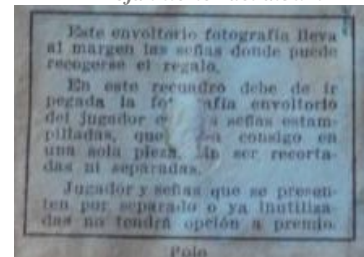 Este envoltorio fotografía lleva
al margen las señas donde puede
recogerse el regalo.
En este recuadro debe de ir
pegada la envoltorio
del jugador señas estam-
pilladas, que consigo en
una sola pieza, sin ser recorta-
das ni separadas.
Jugador y señas que se presen-
ten por separado o ya inutiliza-
das no tendrá opción a premio.
Polo